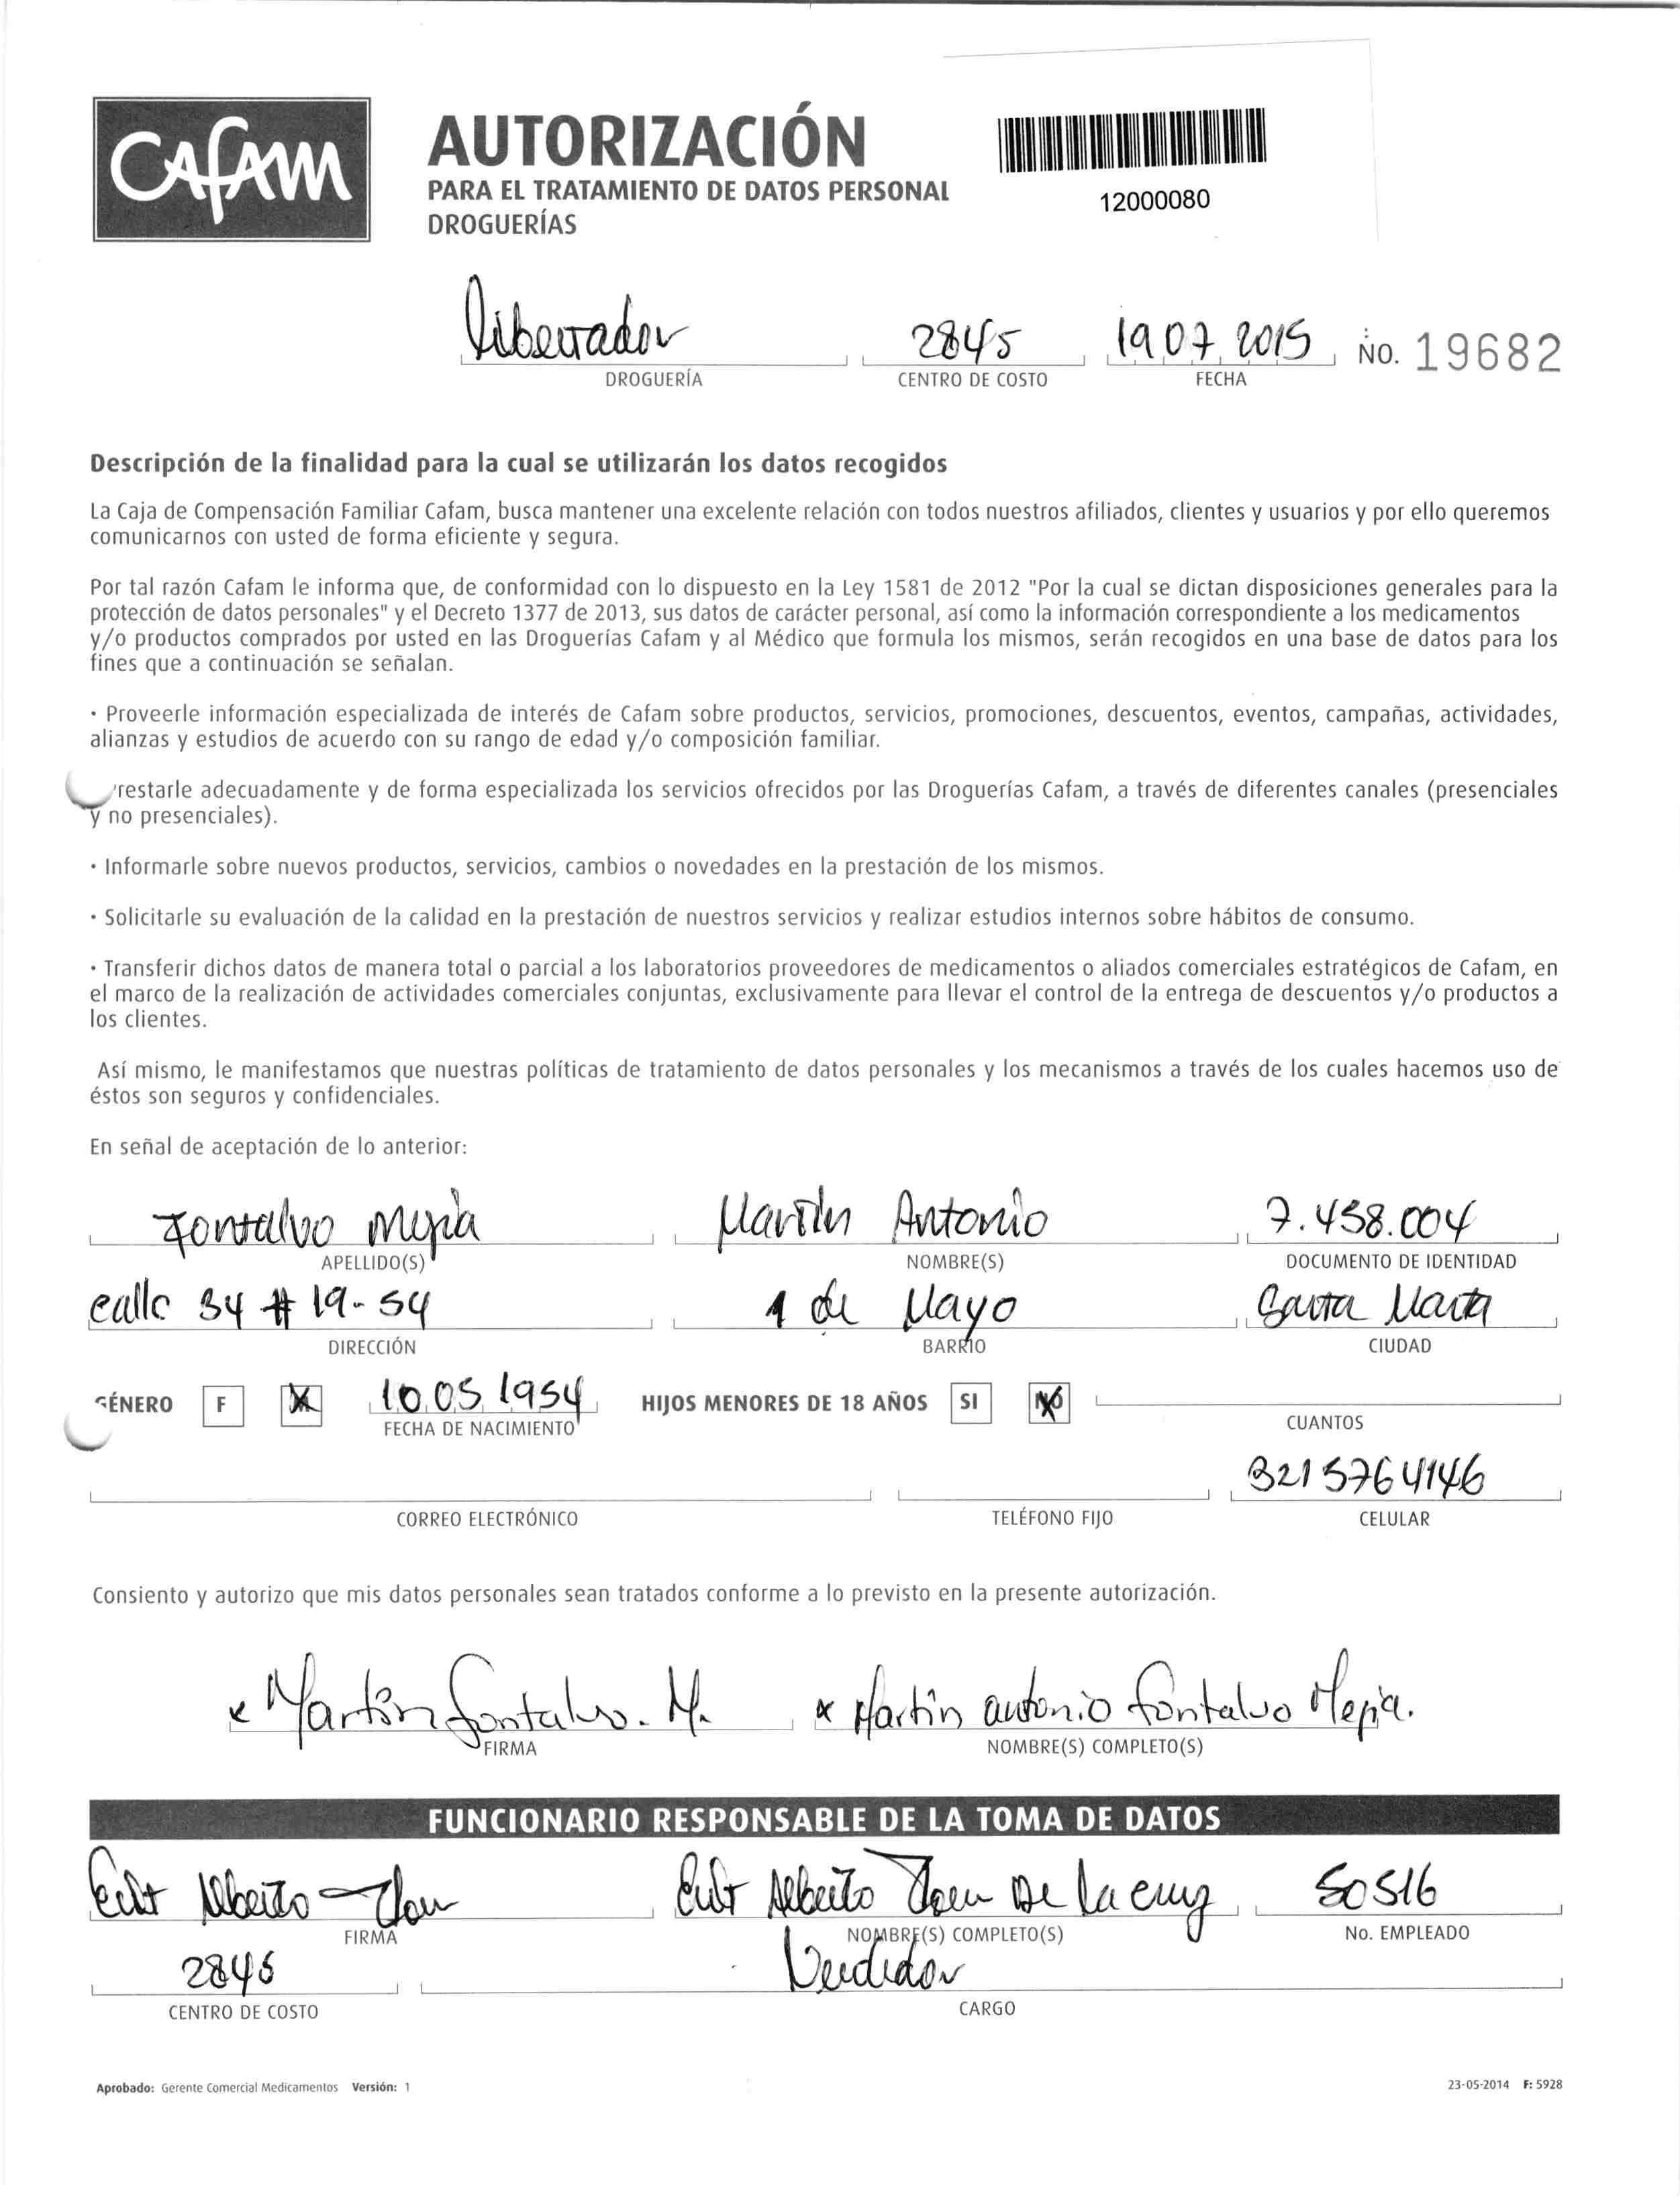 CAFAM
AUTORIZACIÓN
PARA EL TRATAMIENTO DE DATOS PERSONAL
DROGUERÍAS
12000080
libertador 2845 19 07 2015 No. 19682
DROGUERÍA CENTRO DE COSTO FECHA
Descripción de la finalidad para la cual se utilizarán los datos recogidos
La Caja de Compensación Familiar Cafam, busca mantener una excelente relación con todos nuestros afiliados, clientes y usuarios y por ello queremos
comunicarnos con usted de forma eficiente y segura.
Por tal razón Cafam le informa que, de conformidad con lo dispuesto en la Ley 1581 de 2012 "Por la cual se dictan disposiciones generales para la
protección de datos personales" y el Decreto 1377 de 2013, sus datos de carácter personal, así como la información correspondiente a los medicamentos
y/o productos comprados por usted en las Droguerías Cafam y al Médico que formula los mismos, serán recogidos en una base de datos para los
fines que a continuación se señalan.
· Proveerle información especializada de interés de Cafam sobre productos, servicios, promociones, descuentos, eventos, campañas, actividades,
alianzas y estudios de acuerdo con su rango de edad y/o composición familiar.
restarle adecuadamente y de forma especializada los servicios ofrecidos por las Droguerías Cafam, a través de diferentes canales (presenciales
y no presenciales).
· Informarle sobre nuevos productos, servicios, cambios o novedades en la prestación de los mismos.
· Solicitarle su evaluación de la calidad en la prestación de nuestros servicios y realizar estudios internos sobre hábitos de consumo.
· Transferir dichos datos de manera total o parcial a los laboratorios proveedores de medicamentos o aliados comerciales estratégicos de Cafam, en
el marco de la realización de actividades comerciales conjuntas, exclusivamente para llevar el control de la entrega de descuentos y/o productos a
los clientes.
Así mismo, le manifestamos que nuestras políticas de tratamiento de datos personales y los mecanismos a través de los cuales hacemos uso de
éstos son seguros y confidenciales.
En señal de aceptación de lo anterior:
Fontalvo Mejia Martin Antonio 7.458.004
APELLIDO(S) NOMBRE(S) DOCUMENTO DE IDENTIDAD
calle 34 # 19-54 1 de Mayo Santa Marta
DIRECCIÓN BARRIO CIUDAD
GÉNERO F M 10 05 1954 HIJOS MENORES DE 18 AÑOS SI NO
FECHA DE NACIMIENTO CUANTOS
3215764146
CORREO ELECTRÓNICO TELÉFONO FIJO CELULAR
Consiento y autorizo que mis datos personales sean tratados conforme a lo previsto en la presente autorización.
x Martin fontalvo. M. x Martin antonio fontalvo Mejia.
FIRMA NOMBRE(S) COMPLETO(S)
FUNCIONARIO RESPONSABLE DE LA TOMA DE DATOS
Alberto Alberto De la cruz 50516
FIRMA NOMBRE(S) COMPLETO(S) No. EMPLEADO
2845 Vendedor
CENTRO DE COSTO CARGO
Aprobado: Gerente Comercial Medicamentos Versión: 1 23-05-2014 F: 5928